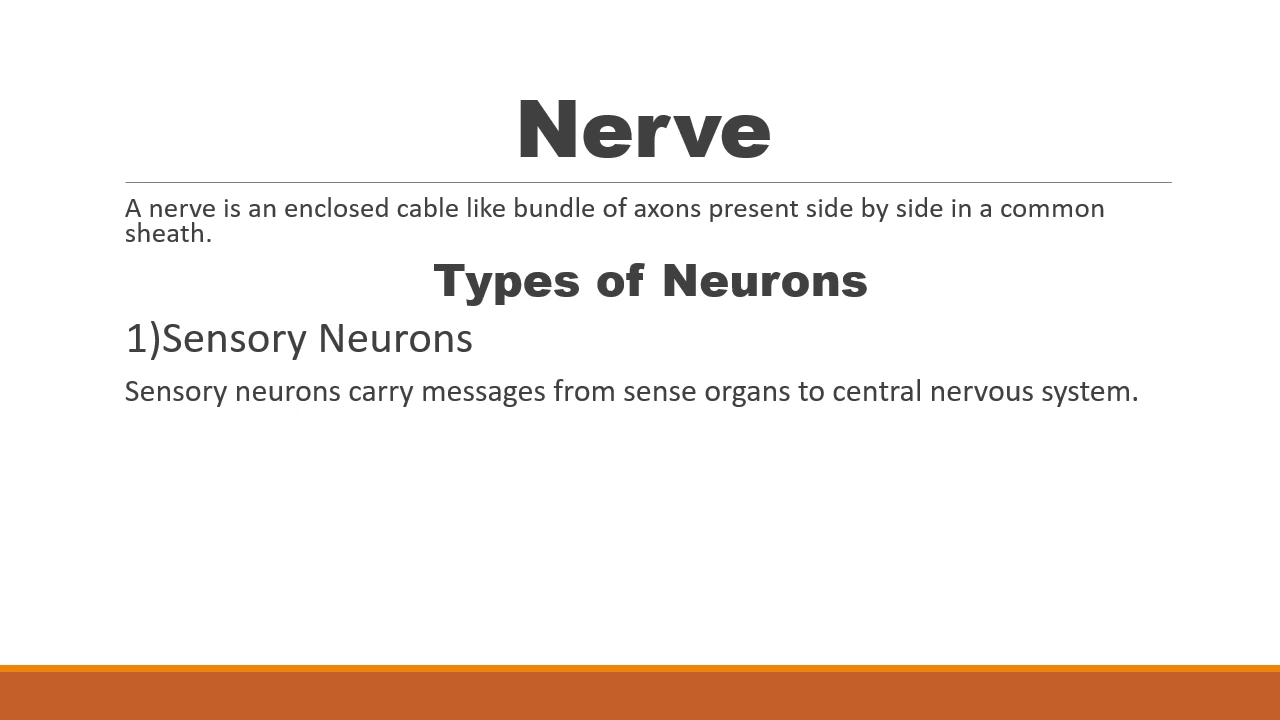 Nerve
A nerve is an enclosed cable like bundle of axons present side by side in a common
sheath.
Types of Neurons
1)Sensory Neurons
Sensory neurons carry messages from sense organs to central nervous system.